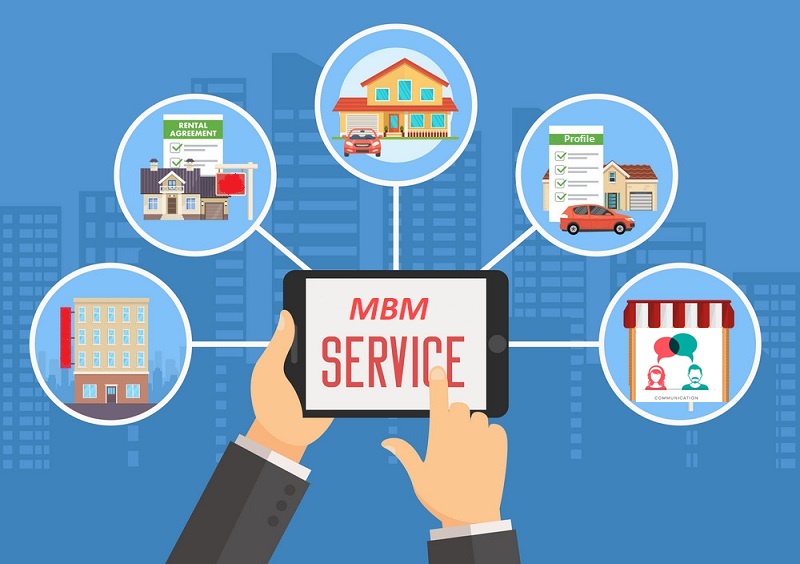 RENTAL
AGREEMENT
Profile
MBM
SERVICE
COMMUNICATION